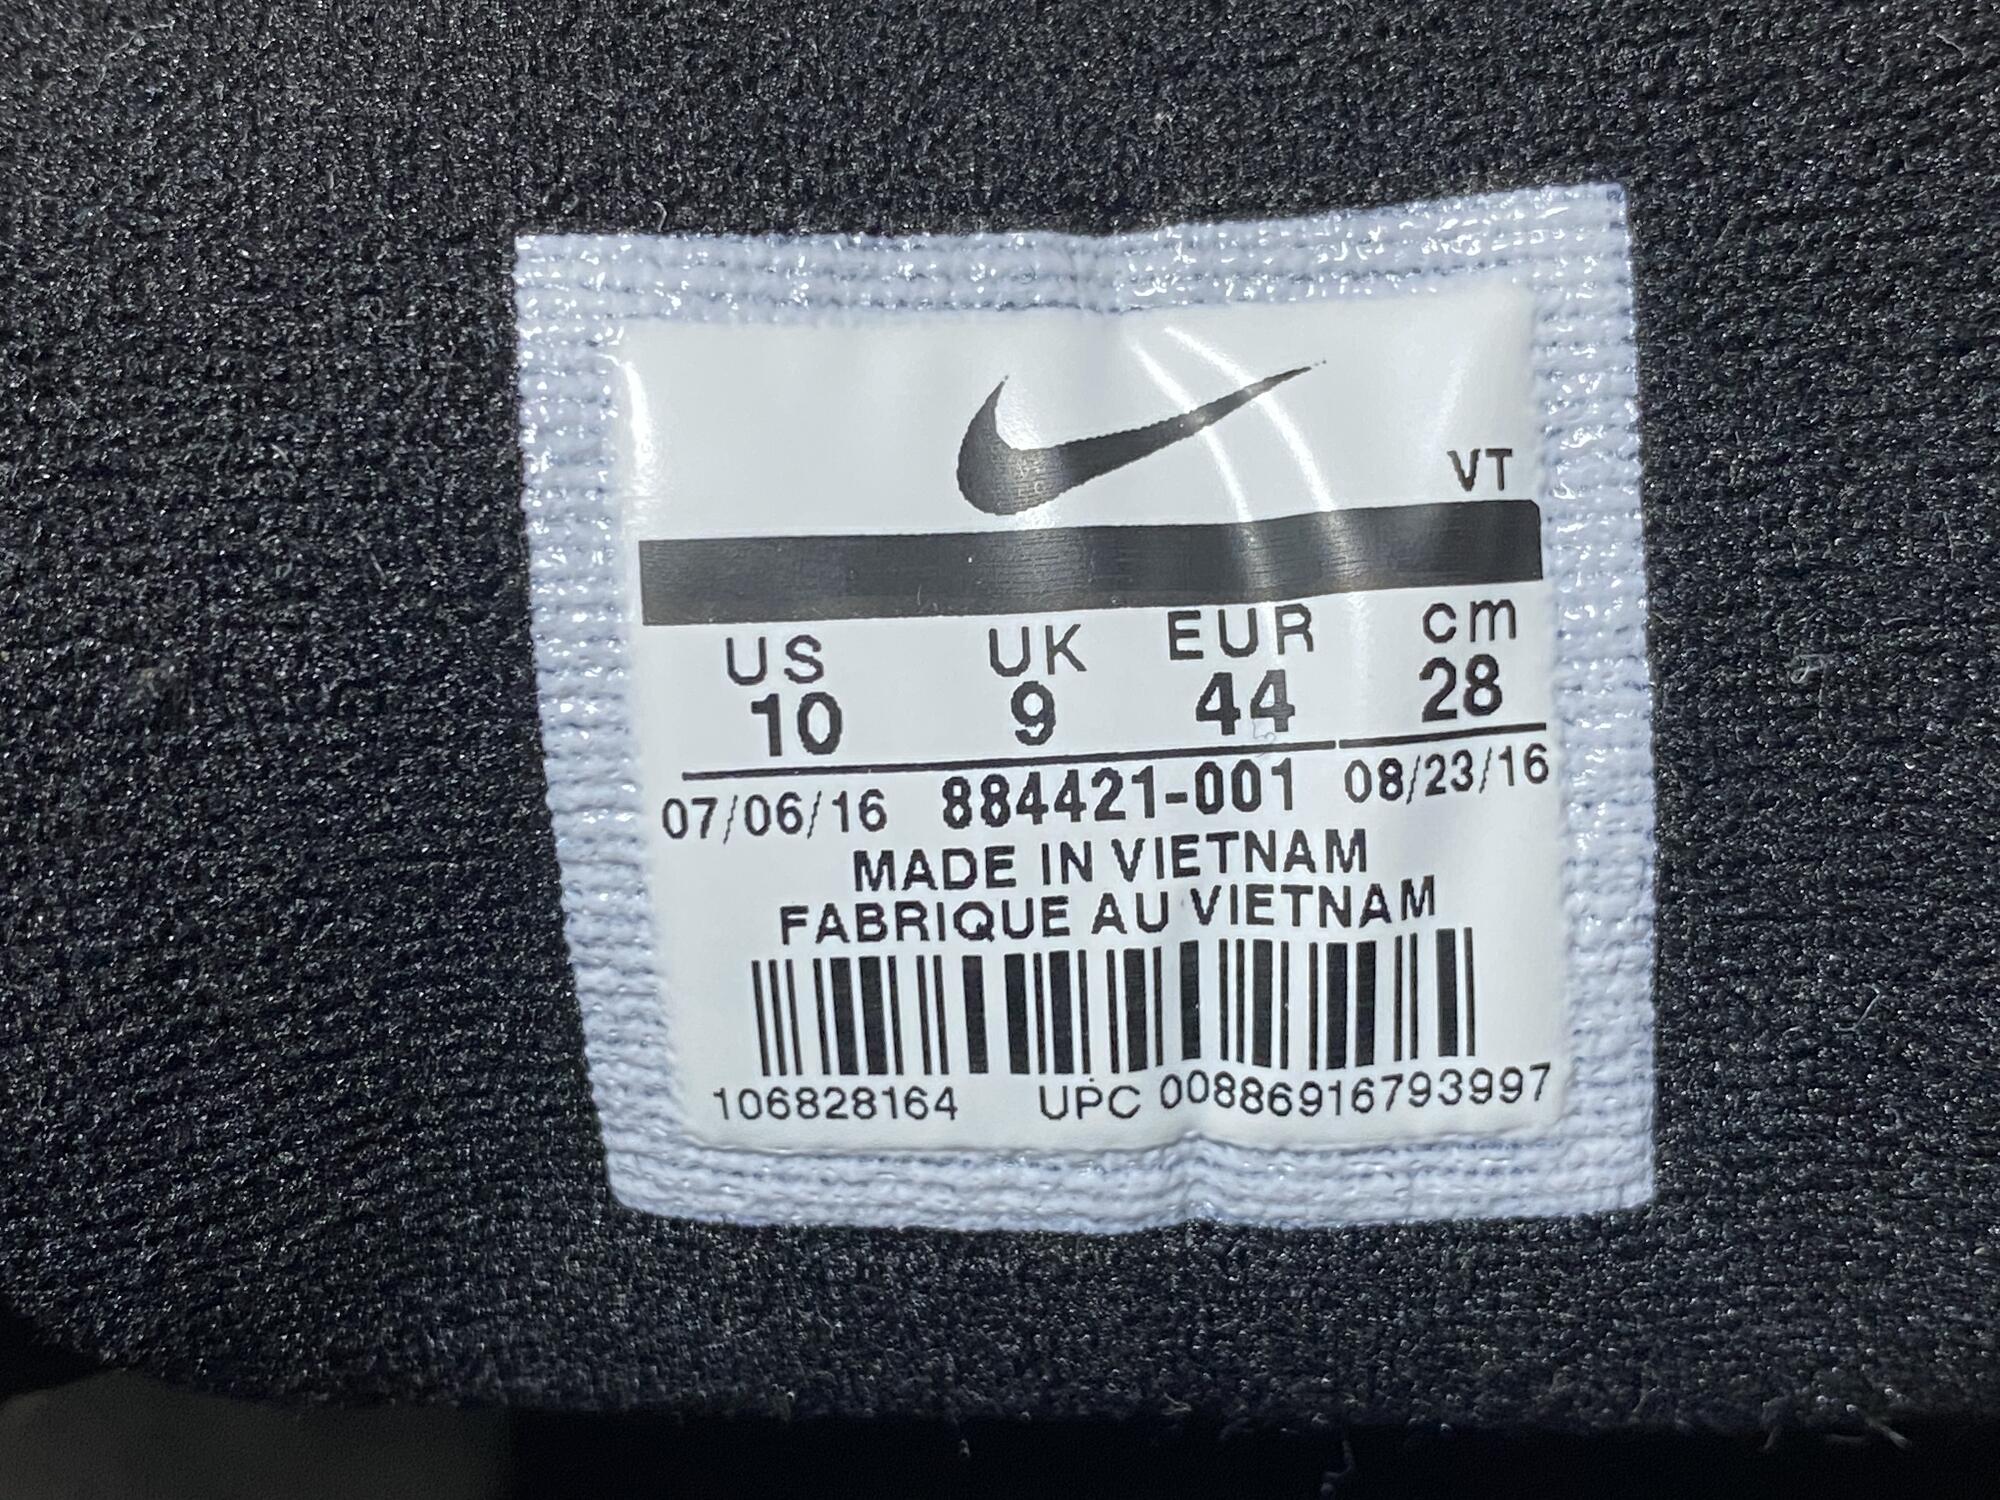 VT
US UK EUR cm
10 9 44 28
07/06/16 884421-001 08/23/16
MADE IN VIETNAM
FABRIQUE AU VIETNAM
106828164 UPC 00886916793997